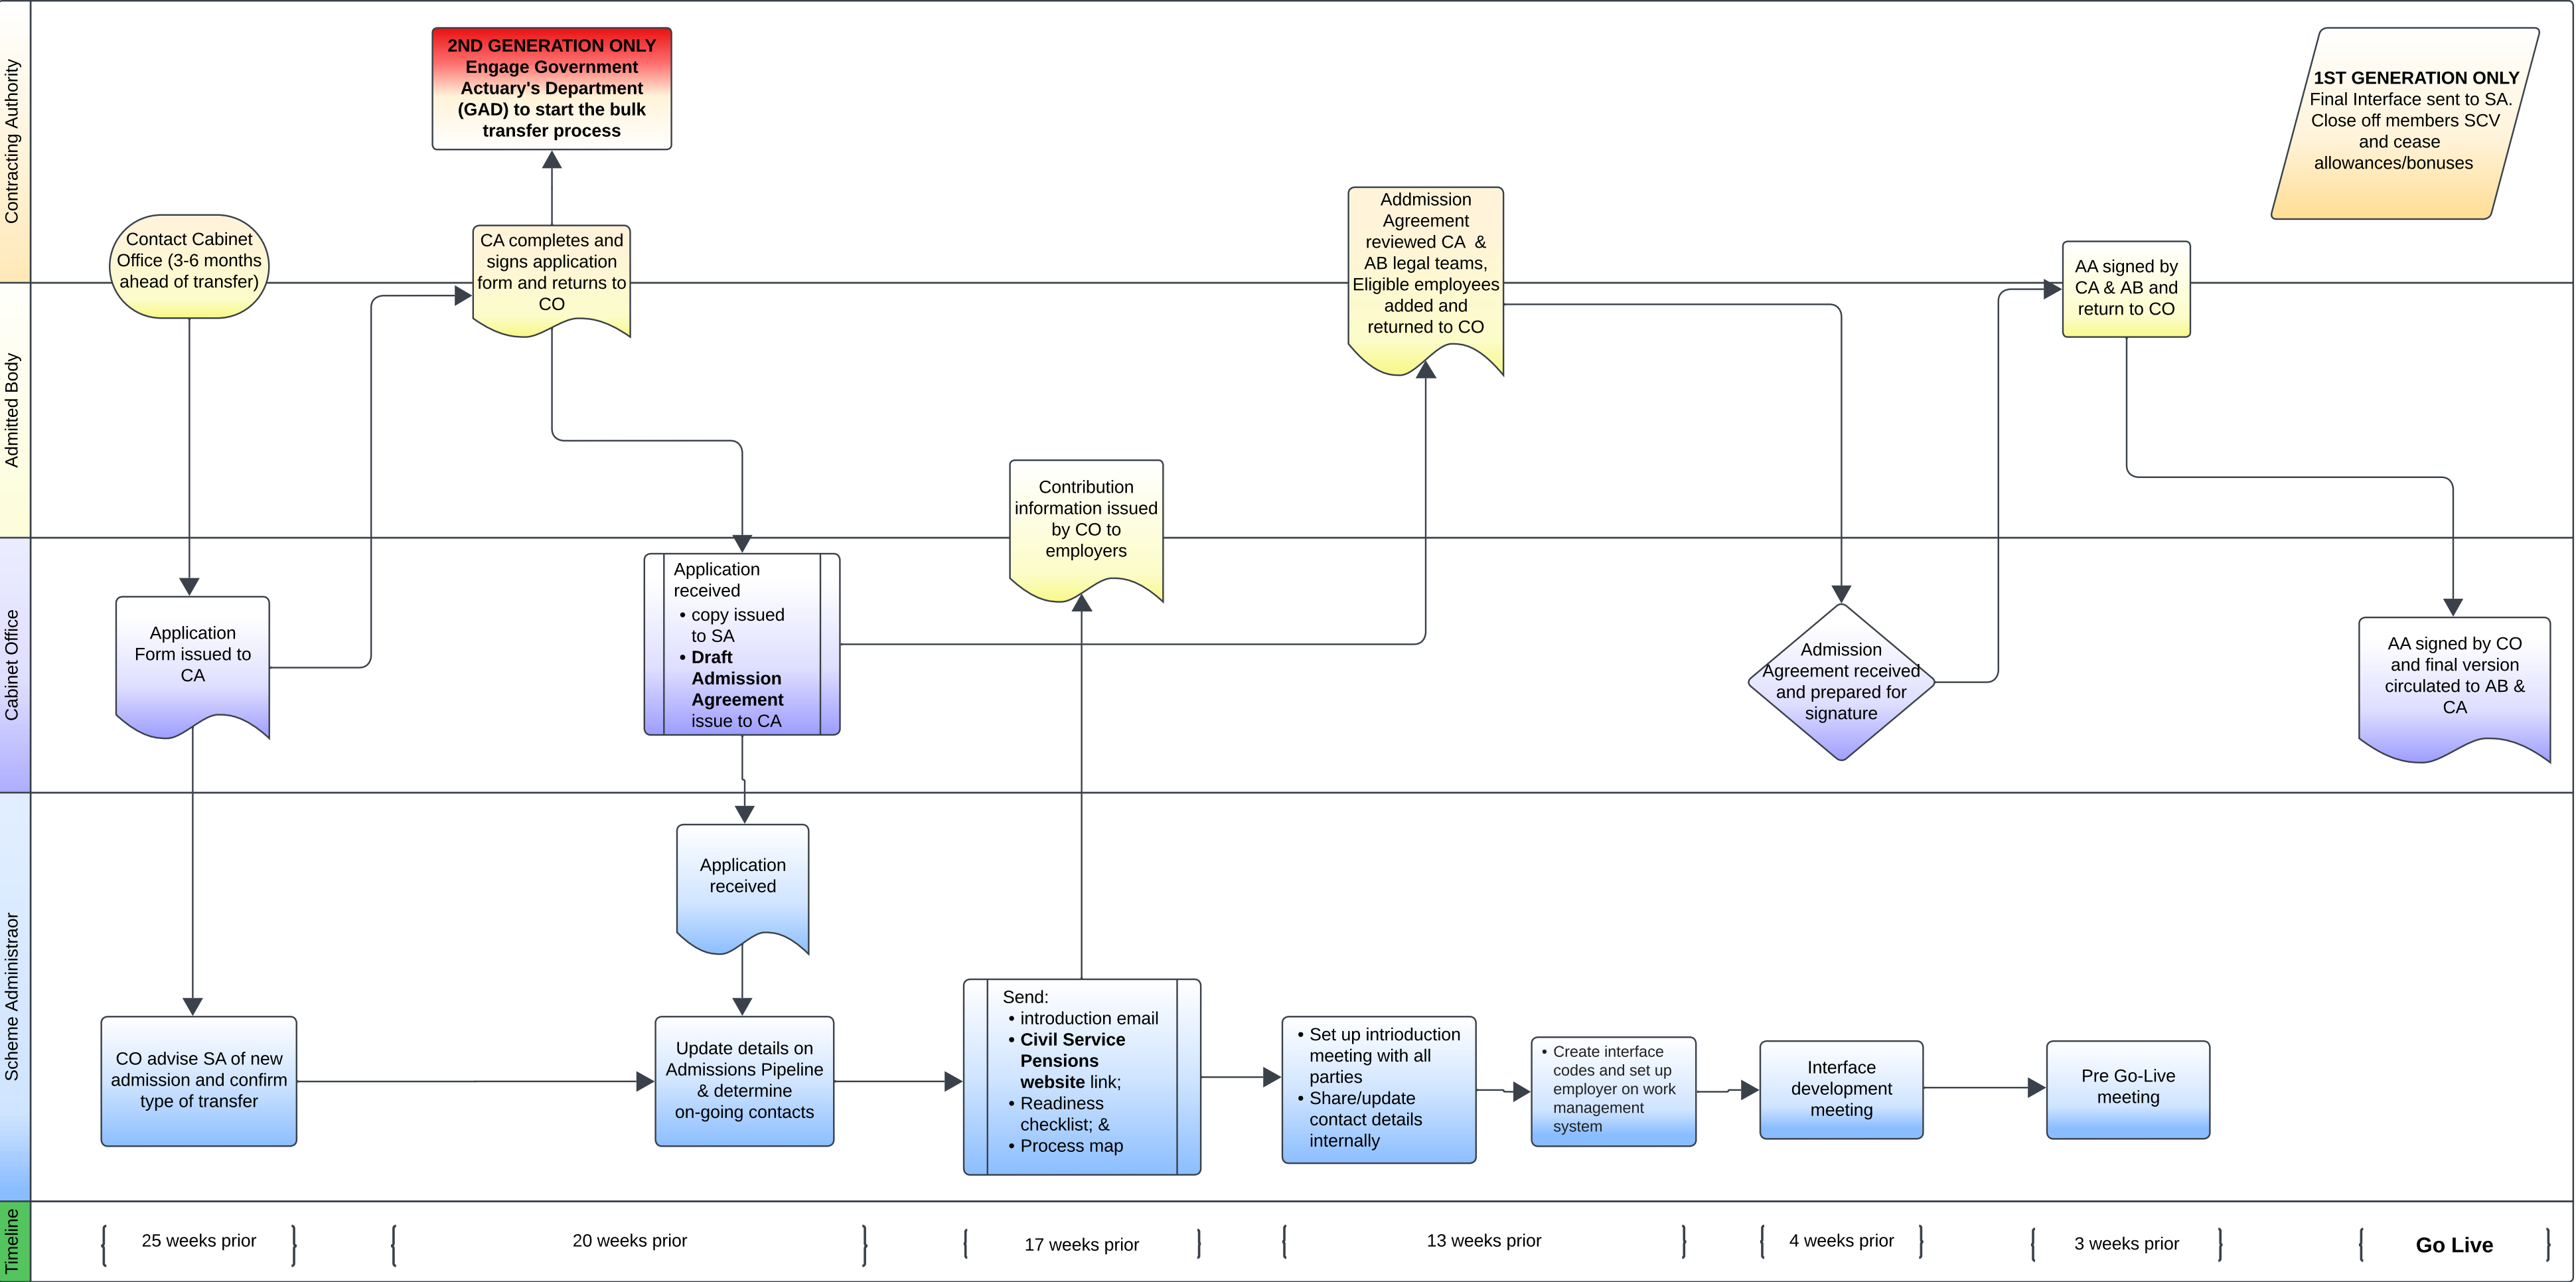 Contracting Authority
2ND GENERATION ONLY
Engage Government
Actuary's Department
(GAD) to start the bulk
transfer process
1ST GENERATION ONLY
Final Interface sent to SA.
Close off members SCV
and cease
allowances/bonuses
Contact Cabinet
Office (3-6 months
ahead of transfer)
CA completes and
signs application
form and returns to
CO
Addmission
Agreement
reviewed CA &
AB legal teams,
Eligible employees
added and
returned to CO
AA signed by
CA & AB and
return to CO
Admitted Body
Contribution
information issued
by CO to
employers
Cabinet Office
Application
Form issued to
CA
Application
received
• copy issued
to SA
• Draft
Admission
Agreement
issue to CA
Admission
Agreement received
and prepared for
signature
AA signed by CO
and final version
circulated to AB &
CA
Scheme Administraor
Application
received
CO advise SA of new
admission and confirm
type of transfer
Update details on
Admissions Pipeline
& determine
on-going contacts
Send:
• introduction email
• Civil Service
Pensions
website link;
• Readiness
checklist; &
• Process map
• Set up intrioduction
meeting with all
parties
• Share/update
contact details
internally
• Create interface
codes and set up
employer on work
management
system
Interface
development
meeting
Pre Go-Live
meeting
Timeline
25 weeks prior
20 weeks prior
17 weeks prior
13 weeks prior
4 weeks prior
3 weeks prior
Go Live